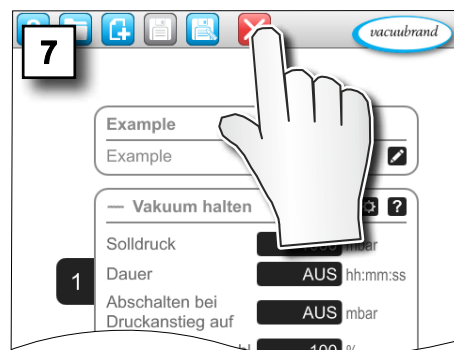 7
vacuubrand
Example
Example
— Vakuum halten
?
Solldruck
mbar
1
Dauer AUS hh:mm:ss
Abschalten bei
Druckanstieg auf AUS mbar
100 %